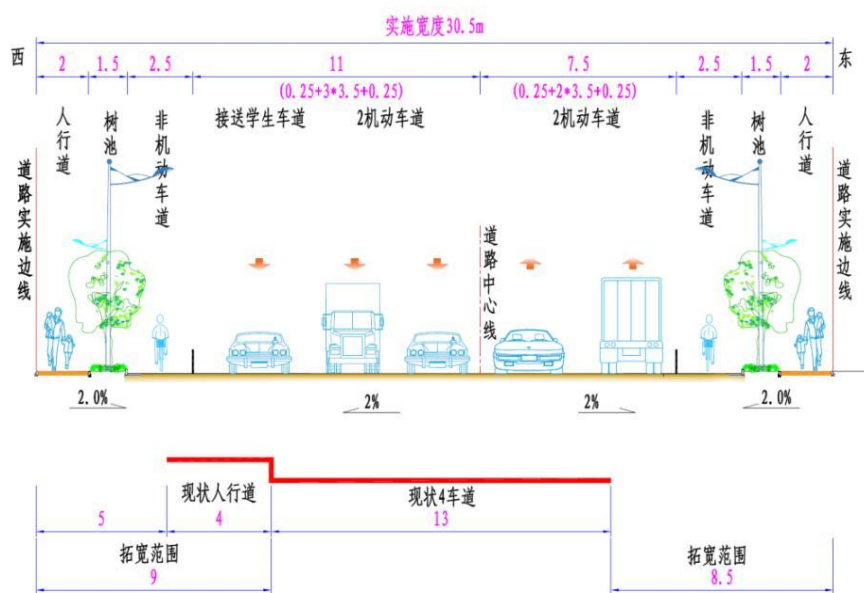 实施宽度30.5m
西
东
2
1.5
2.5
11
7.5
2.5
1.5
2
(0.25+3*3.5+0.25)
(0.25+2*3.5+0.25)
人行道
树池
非机动车道
接送学生车道
2机动车道
2机动车道
非机动车道
树池
人行道
道路实施边线
道路中心线
道路实施边线
2.0%
2%
2%
2.0%
现状人行道
现状4车道
5
4
13
拓宽范围
拓宽范围
9
8.5